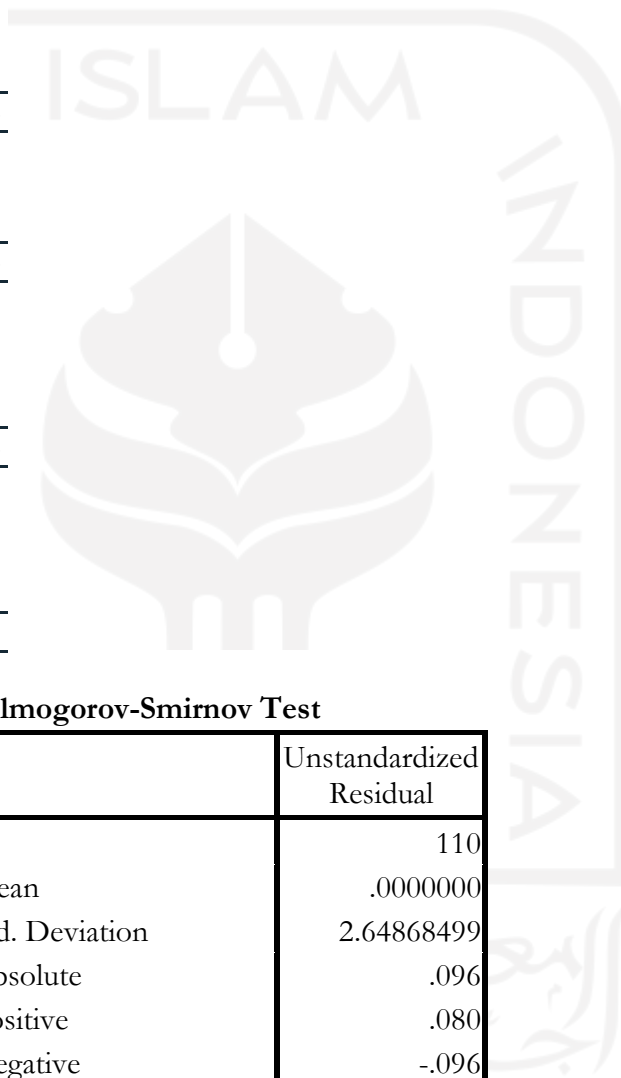 ISLAM
INDONESIA
lmogorov-Smirnov Test
Unstandardized
Residual
110
ean .0000000
d. Deviation 2.64868499
bsolute .096
ositive .080
egative -.096